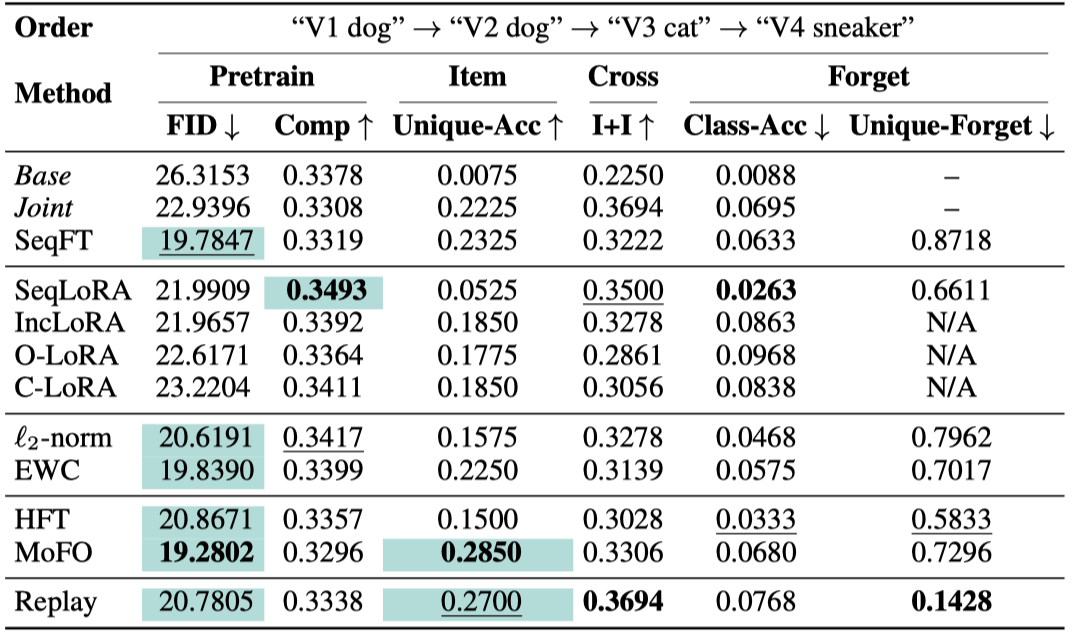 Order “V1 dog” → “V2 dog” → “V3 cat” → “V4 sneaker”
Method Pretrain Item Cross Forget
FID ↓ Comp ↑ Unique-Acc ↑ I+I ↑ Class-Acc ↓ Unique-Forget ↓
Base 26.3153 0.3378 0.0075 0.2250 0.0088 –
Joint 22.9396 0.3308 0.2225 0.3694 0.0695 –
SeqFT 19.7847 0.3319 0.2325 0.3222 0.0633 0.8718
SeqLoRA 21.9909 0.3493 0.0525 0.3500 0.0263 0.6611
IncLoRA 21.9657 0.3392 0.1850 0.3278 0.0863 N/A
O-LoRA 22.6171 0.3364 0.1775 0.2861 0.0968 N/A
C-LoRA 23.2204 0.3411 0.1850 0.3056 0.0838 N/A
ℓ2-norm 20.6191 0.3417 0.1575 0.3278 0.0468 0.7962
EWC 19.8390 0.3399 0.2250 0.3139 0.0575 0.7017
HFT 20.8671 0.3357 0.1500 0.3028 0.0333 0.5833
MoFO 19.2802 0.3296 0.2850 0.3306 0.0680 0.7296
Replay 20.7805 0.3338 0.2700 0.3694 0.0768 0.1428